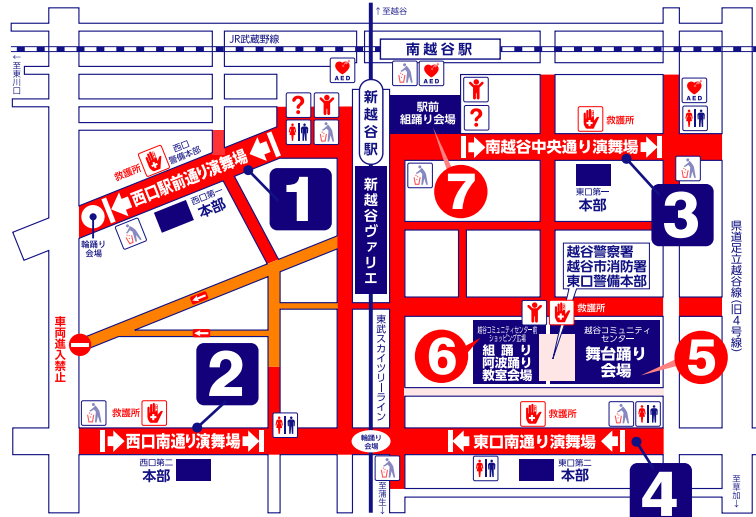 ↑至越谷
JR武蔵野線
南越谷駅
←至東川口
AED
AED
AED
新越谷駅
駅前
組踊り会場
?
?
救護所
西口
警備本部
救護所
西口駅前通り演舞場
南越谷中央通り演舞場
1
7
3
西口第一
本部
東口第一
本部
輪踊り
会場
新越谷ヴァリエ
県道足立越谷線(旧4号線)
越谷警察署
越谷市消防署
東口警備本部
救護所
車両進入禁止
東武スカイツリーライン
越谷コミュニティセンター前
ショッピング広場
組踊り
阿波踊り
教室会場
6
越谷コミュニティ
センター
舞台踊り
会場
5
2
救護所
救護所
西口南通り演舞場
輪踊り
会場
東口南通り演舞場
西口第二
本部
東口第二
本部
4
至蒲生→
至草加→